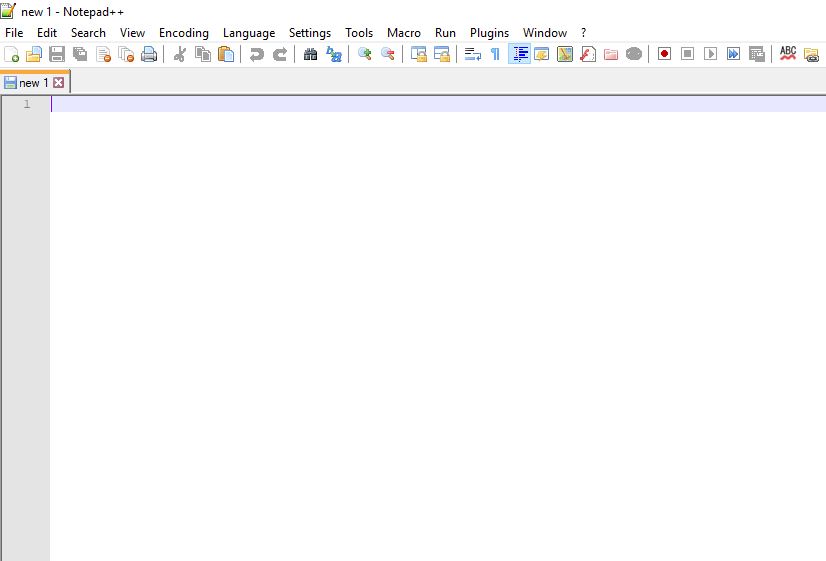 new 1 - Notepad++
File Edit Search View Encoding Language Settings Tools Macro Run Plugins Window ?
ABC
new 1
1